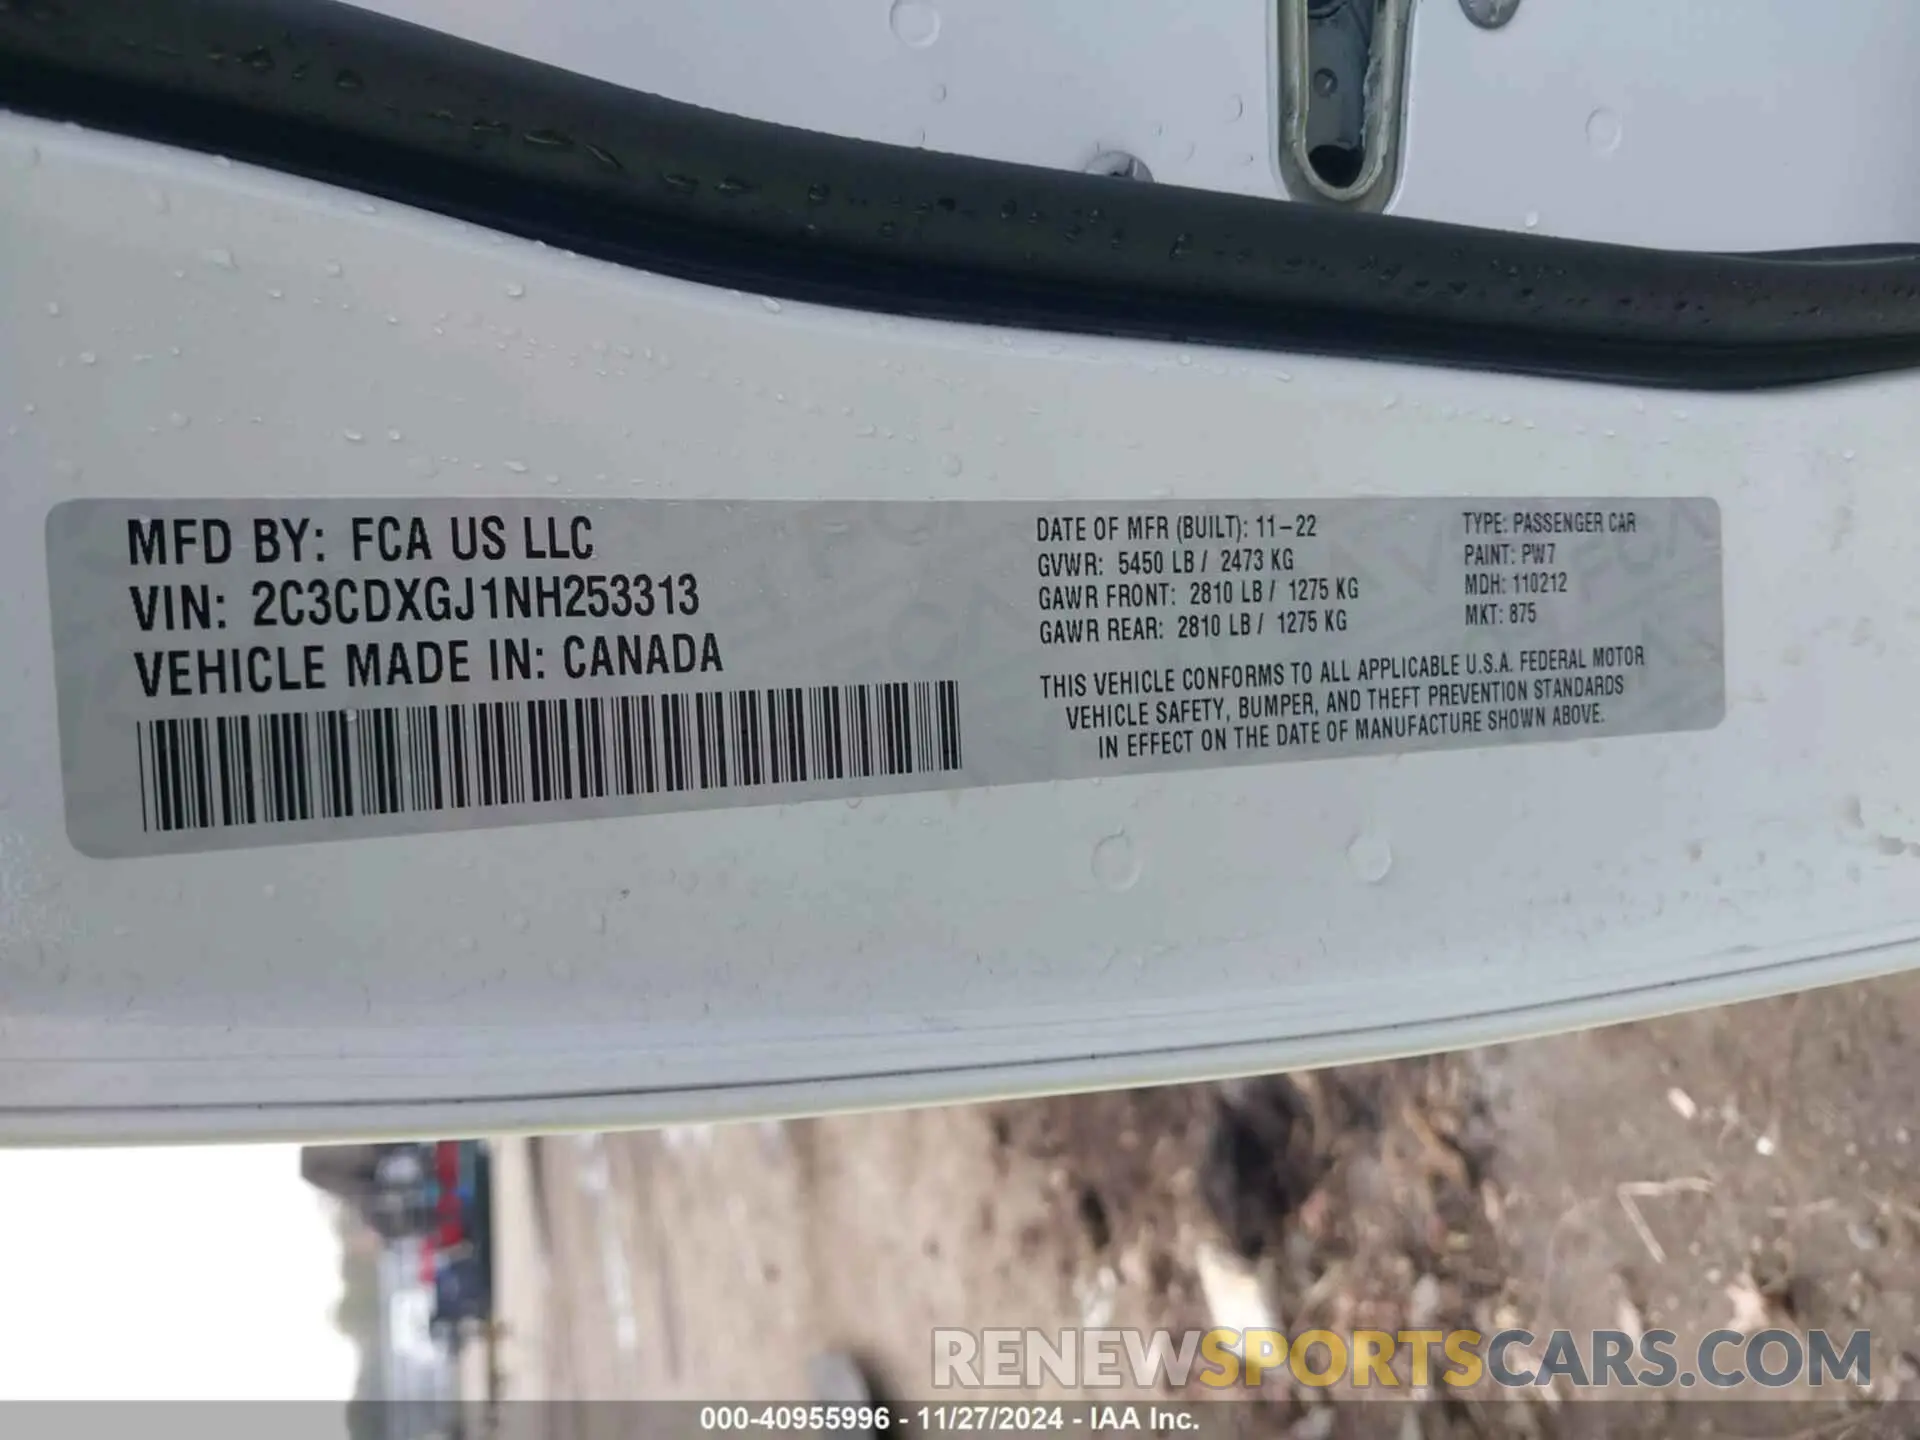 MFD BY: FCA US LLC
VIN: 2C3CDXGJ1NH253313
VEHICLE MADE IN: CANADA
DATE OF MFR (BUILT): 11-22
GVWR: 5450 LB / 2473 KG
GAWR FRONT: 2810 LB / 1275 KG
GAWR REAR: 2810 LB / 1275 KG
TYPE: PASSENGER CAR
PAINT: PW7
MDH: 110212
MKT: 875
THIS VEHICLE CONFORMS TO ALL APPLICABLE U.S.A. FEDERAL MOTOR
VEHICLE SAFETY, BUMPER, AND THEFT PREVENTION STANDARDS
IN EFFECT ON THE DATE OF MANUFACTURE SHOWN ABOVE.
RENEWSPORTSCARS.COM
000-40955996 - 11/27/2024 - IAA Inc.